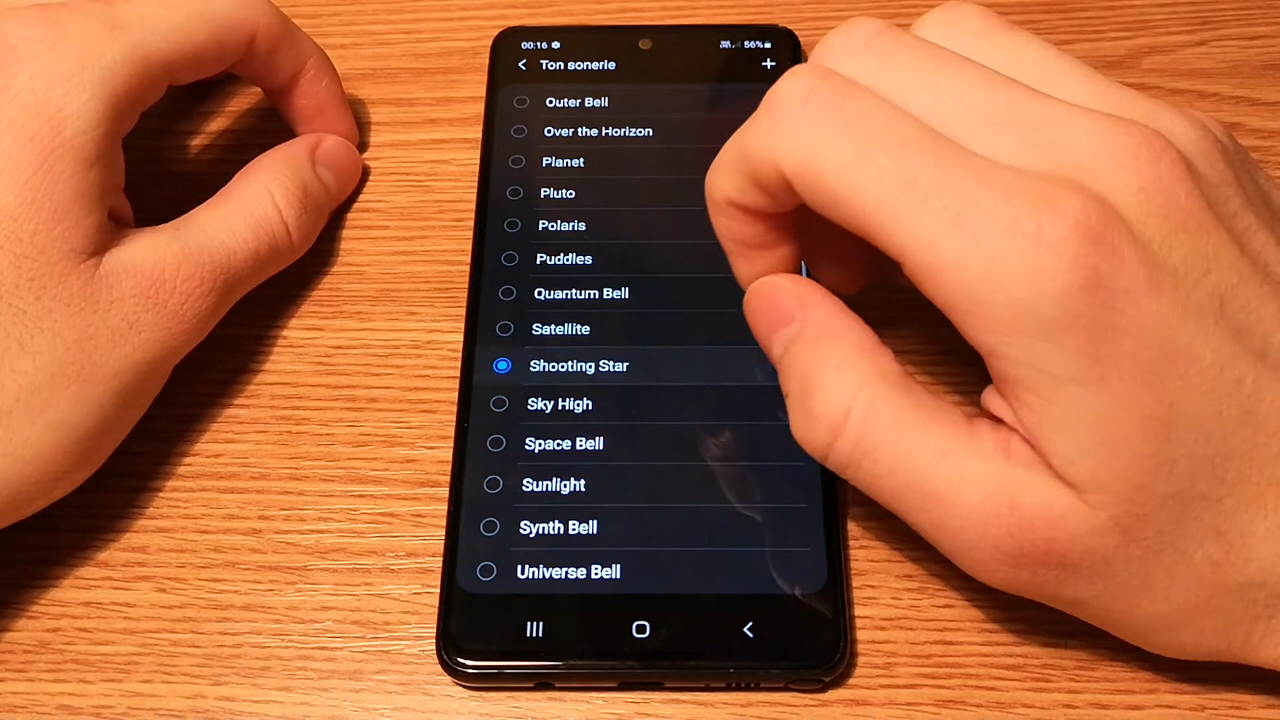 00:16 56%
Ton sonerie
Outer Bell
Over the Horizon
Planet
Pluto
Polaris
Puddles
Quantum Bell
Satellite
Shooting Star
Sky High
Space Bell
Sunlight
Synth Bell
Universe Bell